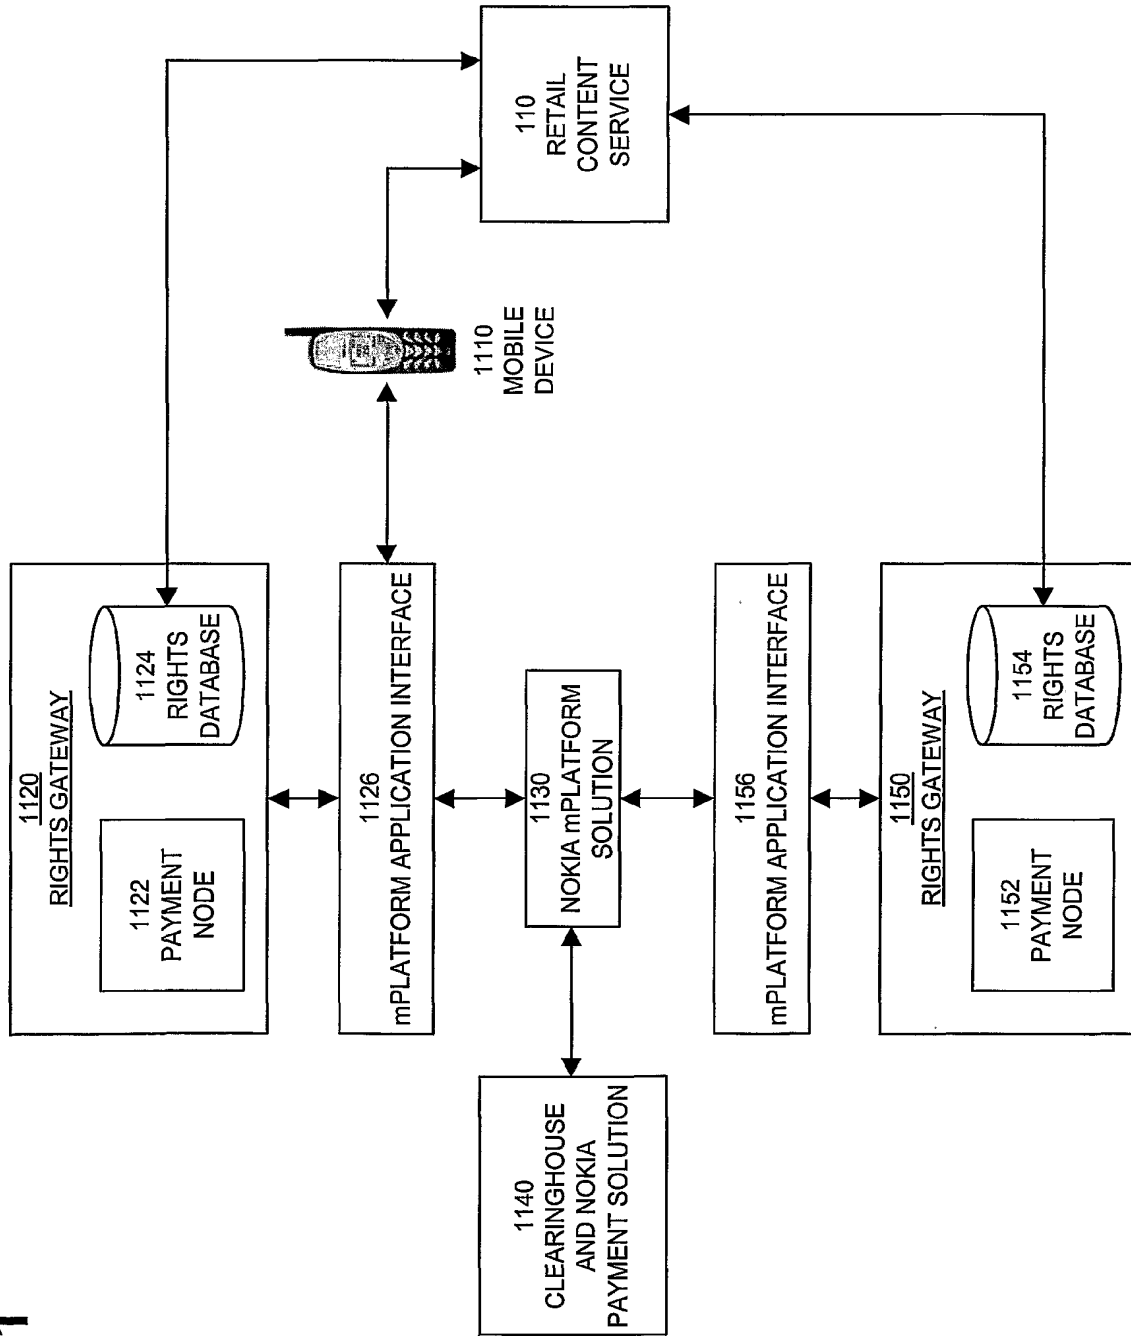 1120
RIGHTS GATEWAY
1122
PAYMENT
NODE
1124
RIGHTS
DATABASE
1126
mPLATFORM APPLICATION INTERFACE
1110
MOBILE
DEVICE
110
RETAIL
CONTENT
SERVICE
1130
NOKIA mPLATFORM
SOLUTION
1140
CLEARINGHOUSE
AND NOKIA
PAYMENT SOLUTION
1156
mPLATFORM APPLICATION INTERFACE
1150
RIGHTS GATEWAY
1152
PAYMENT
NODE
1154
RIGHTS
DATABASE